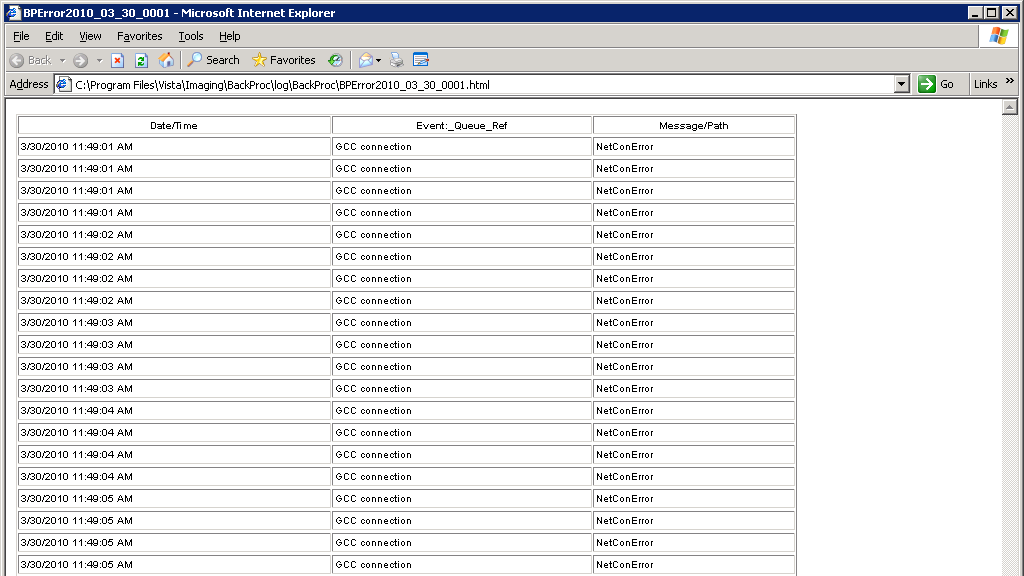 BPError2010_03_30_0001 - Microsoft Internet Explorer
File Edit View Favorites Tools Help
Back Search Favorites
Address C:\Program Files\Vista\Imaging\BackProc\log\BackProc\BPError2010_03_30_0001.html Go Links »
Date/Time Event:_Queue_Ref Message/Path
3/30/2010 11:49:01 AM GCC connection NetConError
3/30/2010 11:49:01 AM GCC connection NetConError
3/30/2010 11:49:01 AM GCC connection NetConError
3/30/2010 11:49:01 AM GCC connection NetConError
3/30/2010 11:49:02 AM GCC connection NetConError
3/30/2010 11:49:02 AM GCC connection NetConError
3/30/2010 11:49:02 AM GCC connection NetConError
3/30/2010 11:49:02 AM GCC connection NetConError
3/30/2010 11:49:03 AM GCC connection NetConError
3/30/2010 11:49:03 AM GCC connection NetConError
3/30/2010 11:49:03 AM GCC connection NetConError
3/30/2010 11:49:03 AM GCC connection NetConError
3/30/2010 11:49:04 AM GCC connection NetConError
3/30/2010 11:49:04 AM GCC connection NetConError
3/30/2010 11:49:04 AM GCC connection NetConError
3/30/2010 11:49:04 AM GCC connection NetConError
3/30/2010 11:49:05 AM GCC connection NetConError
3/30/2010 11:49:05 AM GCC connection NetConError
3/30/2010 11:49:05 AM GCC connection NetConError
3/30/2010 11:49:05 AM GCC connection NetConError